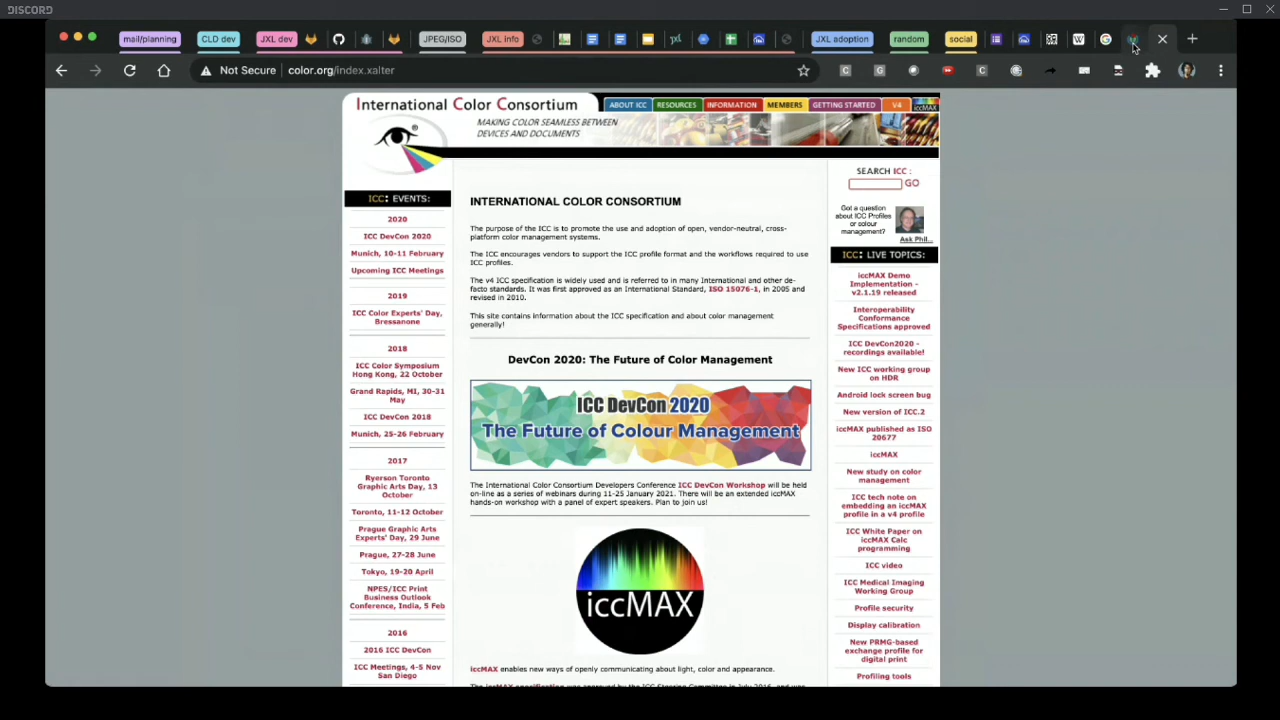 DISCORD
mail/planning
CLD dev
JXL dev
JPEG/ISO
JXL info
JXL adoption
random
social
Not Secure
color.org/index.xalter
International Color Consortium
ABOUT ICC
RESOURCES
INFORMATION
MEMBERS
GETTING STARTED
V4
iccMAX
MAKING COLOR SEAMLESS BETWEEN
DEVICES AND DOCUMENTS
ICC: EVENTS:
2020
ICC DevCon 2020
Munich, 10-11 February
Upcoming ICC Meetings
2019
ICC Color Experts' Day,
Bressanone
2018
ICC Color Symposium
Hong Kong, 22 October
Grand Rapids, MI, 30-31
May
ICC DevCon 2018
Munich, 25-26 February
2017
Ryerson Toronto
Graphic Arts Day, 13
October
Toronto, 11-12 October
Prague Graphic Arts
Experts' Day, 29 June
Prague, 27-28 June
Tokyo, 19-20 April
NPES/ICC Print
Business Outlook
Conference, India, 5 Feb
2016
2016 ICC DevCon
ICC Meetings, 4-5 Nov
San Diego
INTERNATIONAL COLOR CONSORTIUM
The purpose of the ICC is to promote the use and adoption of open, vendor-neutral, cross-
platform color management systems.
The ICC encourages vendors to support the ICC profile format and the workflows required to use
ICC profiles.
The v4 ICC specification is widely used and is referred to in many International and other de-
facto standards. It was first approved as an International Standard, ISO 15076-1, in 2005 and
revised in 2010.
This site contains information about the ICC specification and about color management
generally!
DevCon 2020: The Future of Color Management
ICC DevCon 2020
The Future of Colour Management
The International Color Consortium Developers Conference ICC DevCon Workshop will be held
on-line as a series of webinars during 11-25 January 2021. There will be an extended iccMAX
hands-on workshop with a panel of expert speakers. Plan to join us!
iccMAX
iccMAX enables new ways of openly communicating about light, color and appearance.
The iccMAX specification was approved by the ICC Steering Committee in July 2016, and was
SEARCH ICC :
GO
Got a question
about ICC Profiles
or colour
management?
Ask Phil...
ICC: LIVE TOPICS:
iccMAX Demo
Implementation -
v2.1.19 released
Interoperability
Conformance
Specifications approved
ICC DevCon2020 -
recordings available!
New ICC working group
on HDR
Android lock screen bug
New version of ICC.2
iccMAX published as ISO
20677
iccMAX
New study on color
management
ICC tech note on
embedding an iccMAX
profile in a v4 profile
ICC White Paper on
iccMAX Calc
programming
ICC video
ICC Medical Imaging
Working Group
Profile security
Display calibration
New PRMG-based
exchange profile for
digital print
Profiling tools